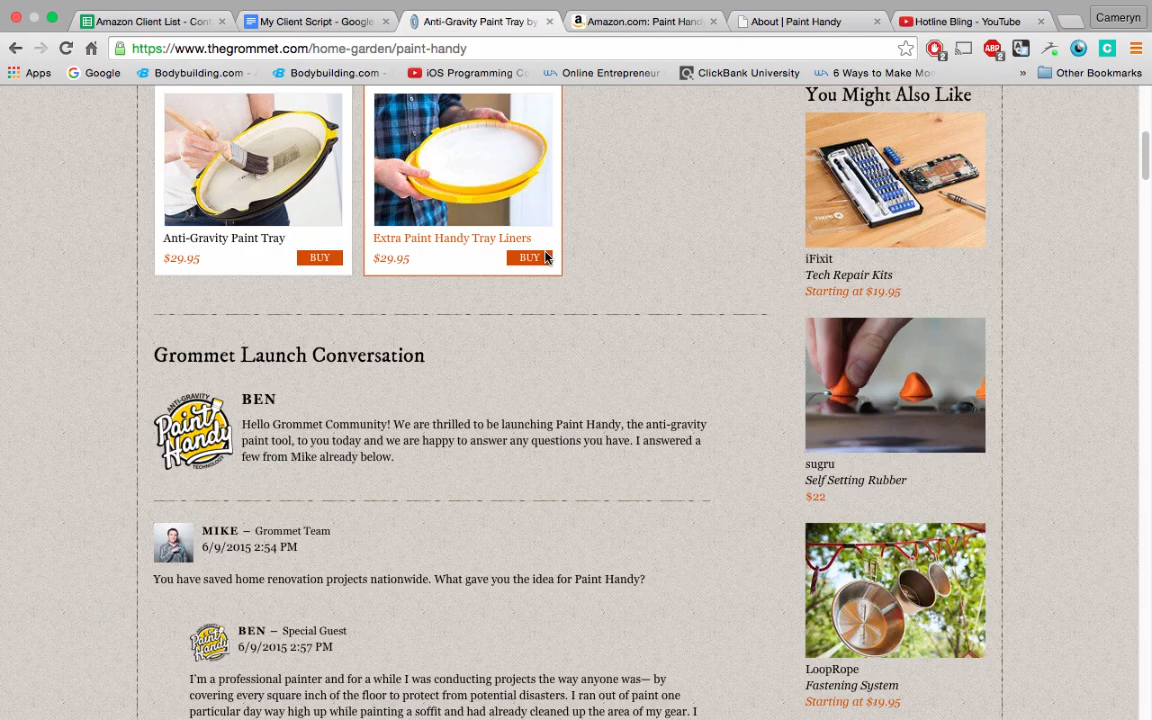 Amazon Client List - Cont
My Client Script - Google
Anti-Gravity Paint Tray by
Amazon.com: Paint Hand
About | Paint Handy
Hotline Bling - YouTube
Cameryn
https://www.thegrommet.com/home-garden/paint-handy
Apps
Google
Bodybuilding.com -
Bodybuilding.com -
iOS Programming Co
Online Entrepreneur
ClickBank University
6 Ways to Make Mon
»
Other Bookmarks
Anti-Gravity Paint Tray
$29.95
BUY
Extra Paint Handy Tray Liners
$29.95
BUY
Grommet Launch Conversation
ANTI-GRAVITY
Paint Handy
TECHNOLOGY
BEN
Hello Grommet Community! We are thrilled to be launching Paint Handy, the anti-gravity
paint tool, to you today and we are happy to answer any questions you have. I answered a
few from Mike already below.
MIKE – Grommet Team
6/9/2015 2:54 PM
You have saved home renovation projects nationwide. What gave you the idea for Paint Handy?
Paint Handy
BEN – Special Guest
6/9/2015 2:57 PM
I'm a professional painter and for a while I was conducting projects the way anyone was— by
covering every square inch of the floor to protect from potential disasters. I ran out of paint one
particular day way high up while painting a soffit and had already cleaned up the area of my gear. I
You Might Also Like
iFixit
Tech Repair Kits
Starting at $19.95
sugru
Self Setting Rubber
$22
LoopRope
Fastening System
Starting at $19.95